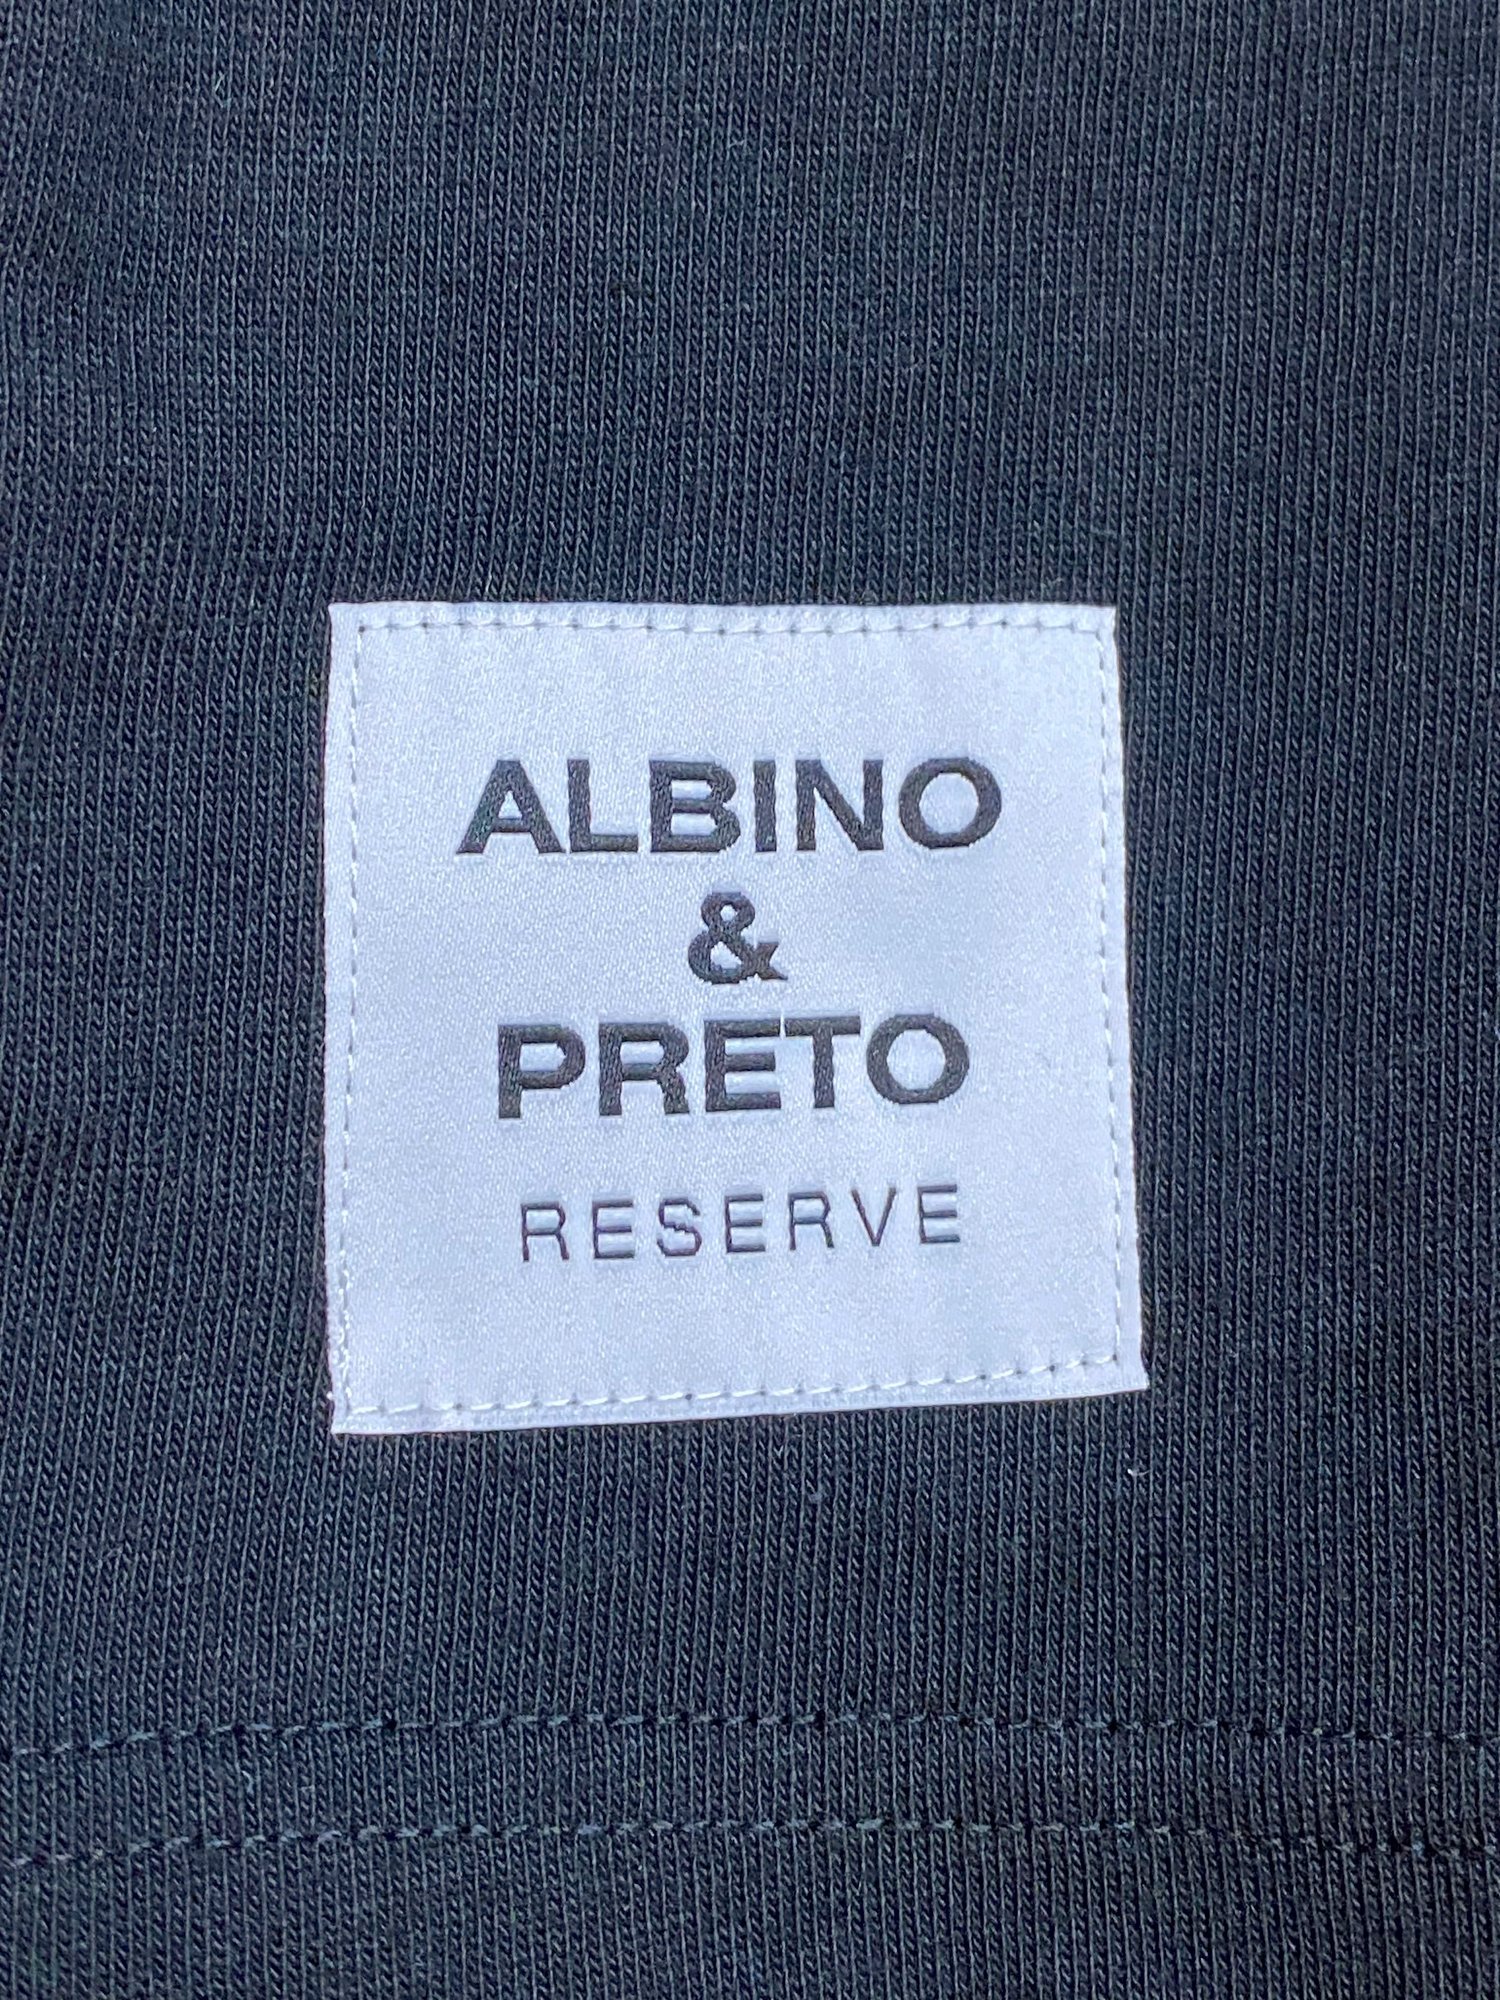 ALBINO
&
PRETO
RESERVE